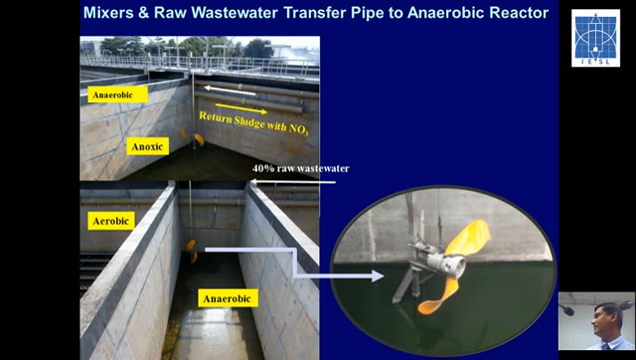 Mixers & Raw Wastewater Transfer Pipe to Anaerobic Reactor
IESL
Anaerobic
Return Sludge with NO3
Anoxic
40% raw wastewater
Aerobic
Anaerobic